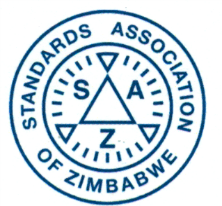 STANDARDS ASSOCIATION
OF ZIMBABWE
S A
Z